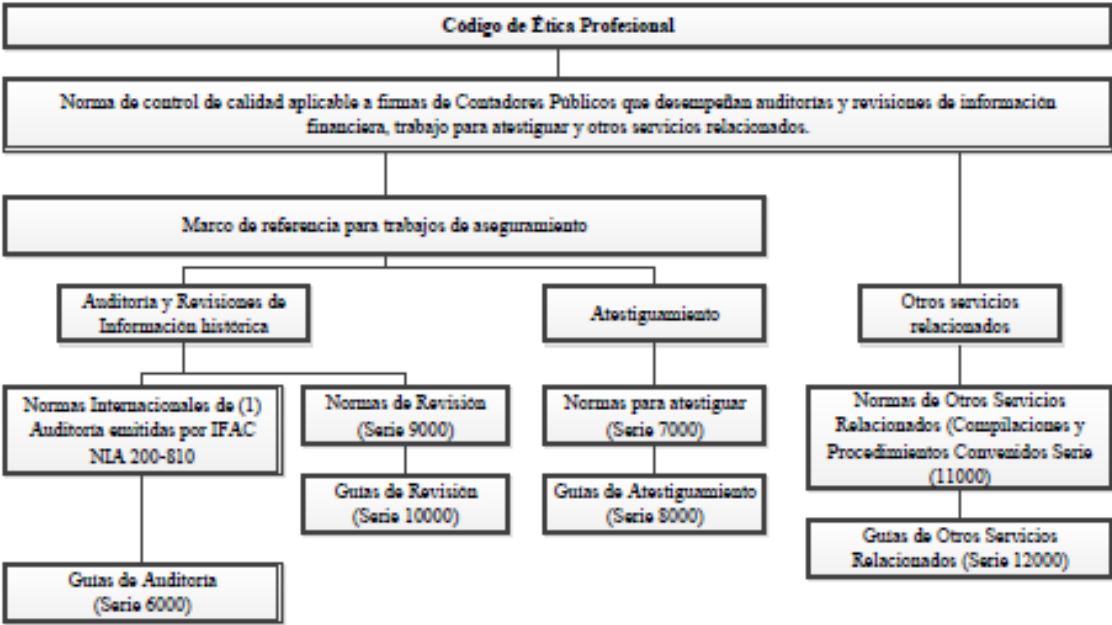 Código de Ética Profesional
Norma de control de calidad aplicable a firmas de Contadores Públicos que desempeñan auditorías y revisiones de información
financiera, trabajo para atestiguar y otros servicios relacionados.
Marco de referencia para trabajos de aseguramiento
Auditoría y Revisiones de
Información histórica
Atestiguamiento
Otros servicios
relacionados
Normas Internacionales de (1)
Auditoría emitidas por IFAC
NIA 200-810
Normas de Revisión
(Serie 9000)
Normas para atestiguar
(Serie 7000)
Normas de Otros Servicios
Relacionados (Compilaciones y
Procedimientos Convenidos Serie
(11000)
Guías de Revisión
(Serie 10000)
Guías de Atestiguamiento
(Serie 8000)
Guías de Otros Servicios
Relacionados (Serie 12000)
Guías de Auditoría
(Serie 6000)